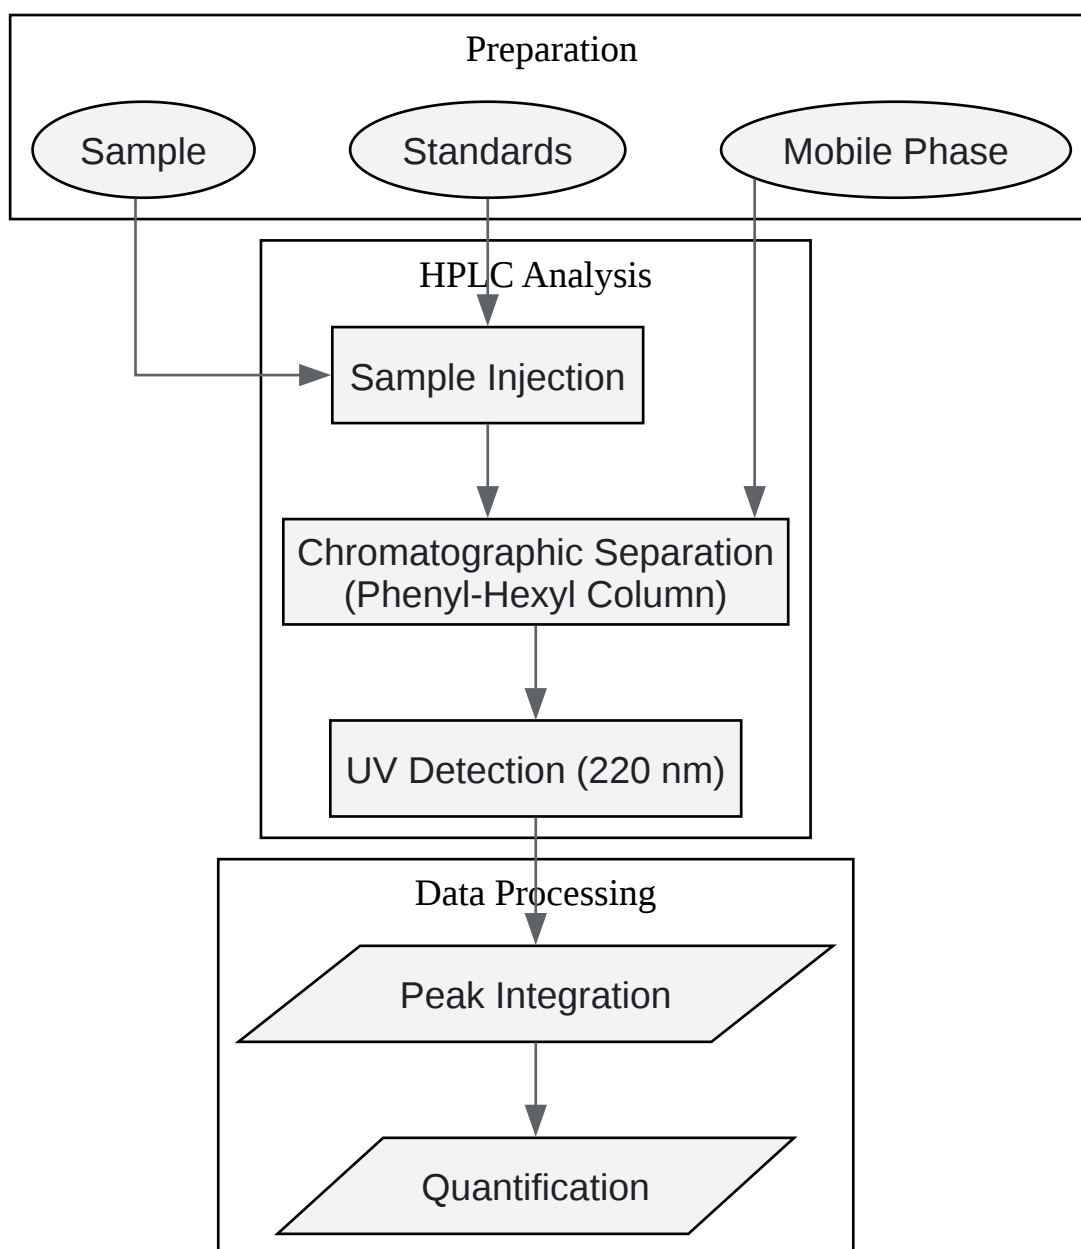 Preparation
Sample
Standards
Mobile Phase
HPLC Analysis
Sample Injection
Chromatographic Separation
(Phenyl-Hexyl Column)
UV Detection (220 nm)
Data Processing
Peak Integration
Quantification